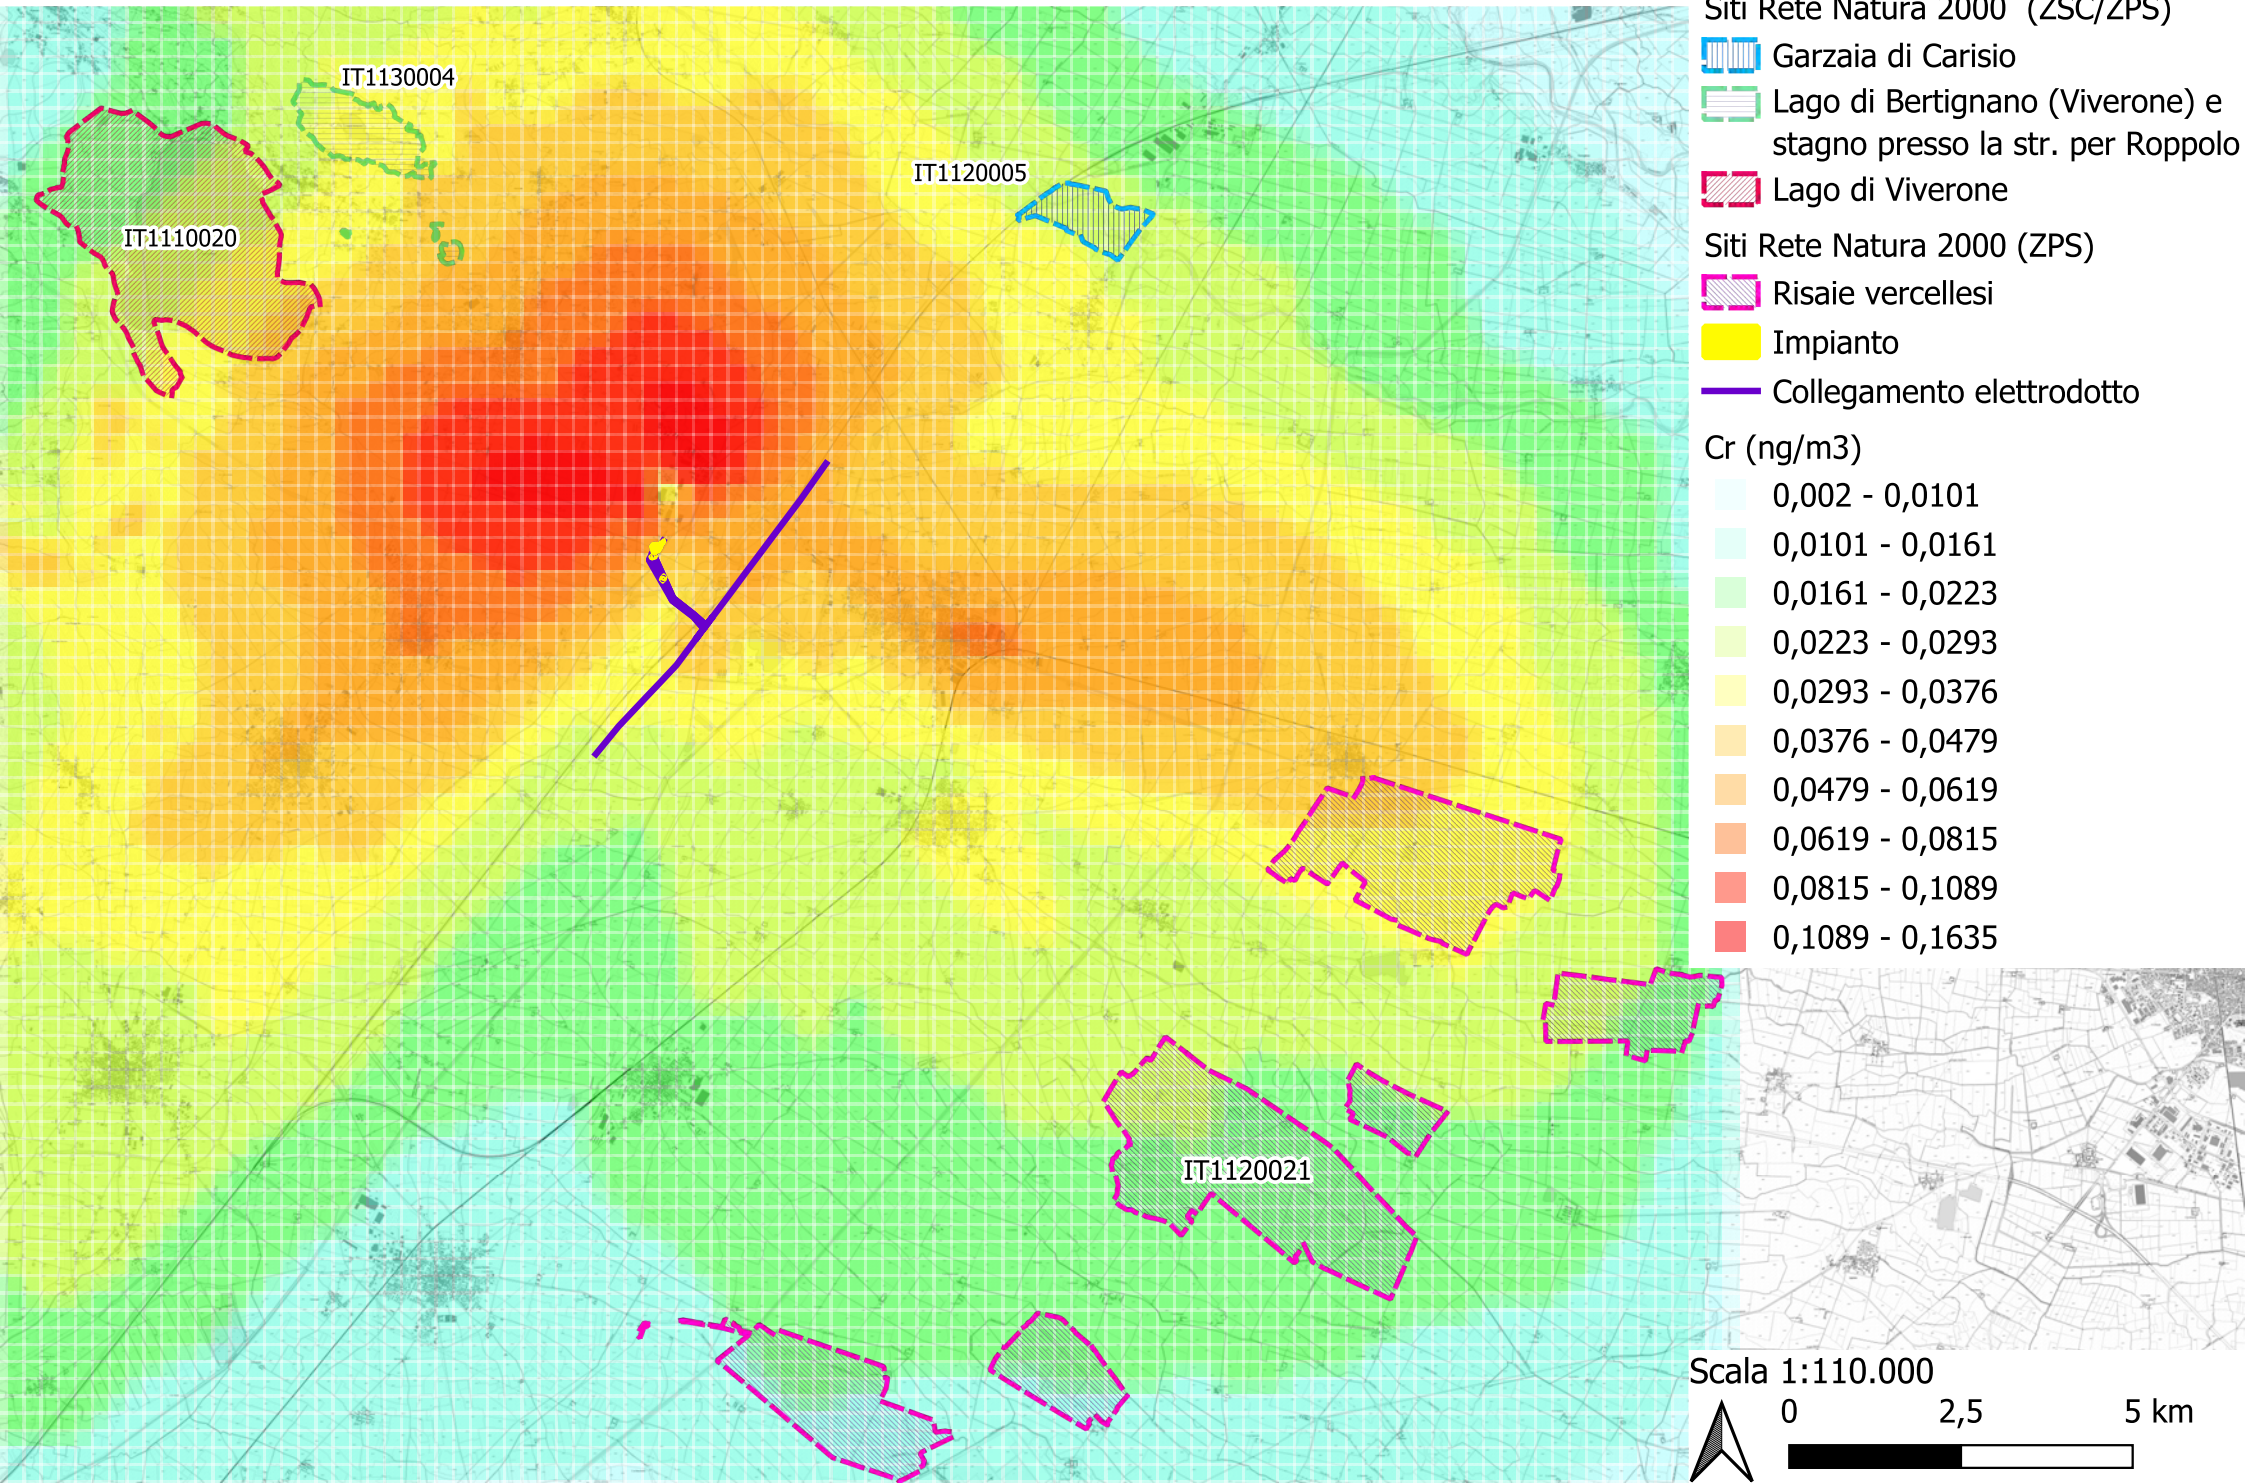 Siti Rete Natura 2000 (ZSC/ZPS)
Garzaia di Carisio
Lago di Bertignano (Viverone) e
stagno presso la str. per Roppolo
Lago di Viverone
Siti Rete Natura 2000 (ZPS)
Risaie vercellesi
Impianto
Collegamento elettrodotto
Cr (ng/m3)
0,002 - 0,0101
0,0101 - 0,0161
0,0161 - 0,0223
0,0223 - 0,0293
0,0293 - 0,0376
0,0376 - 0,0479
0,0479 - 0,0619
0,0619 - 0,0815
0,0815 - 0,1089
0,1089 - 0,1635
IT1130004
IT1120005
IT1110020
IT1120021
Scala 1:110.000
0 2,5 5 km